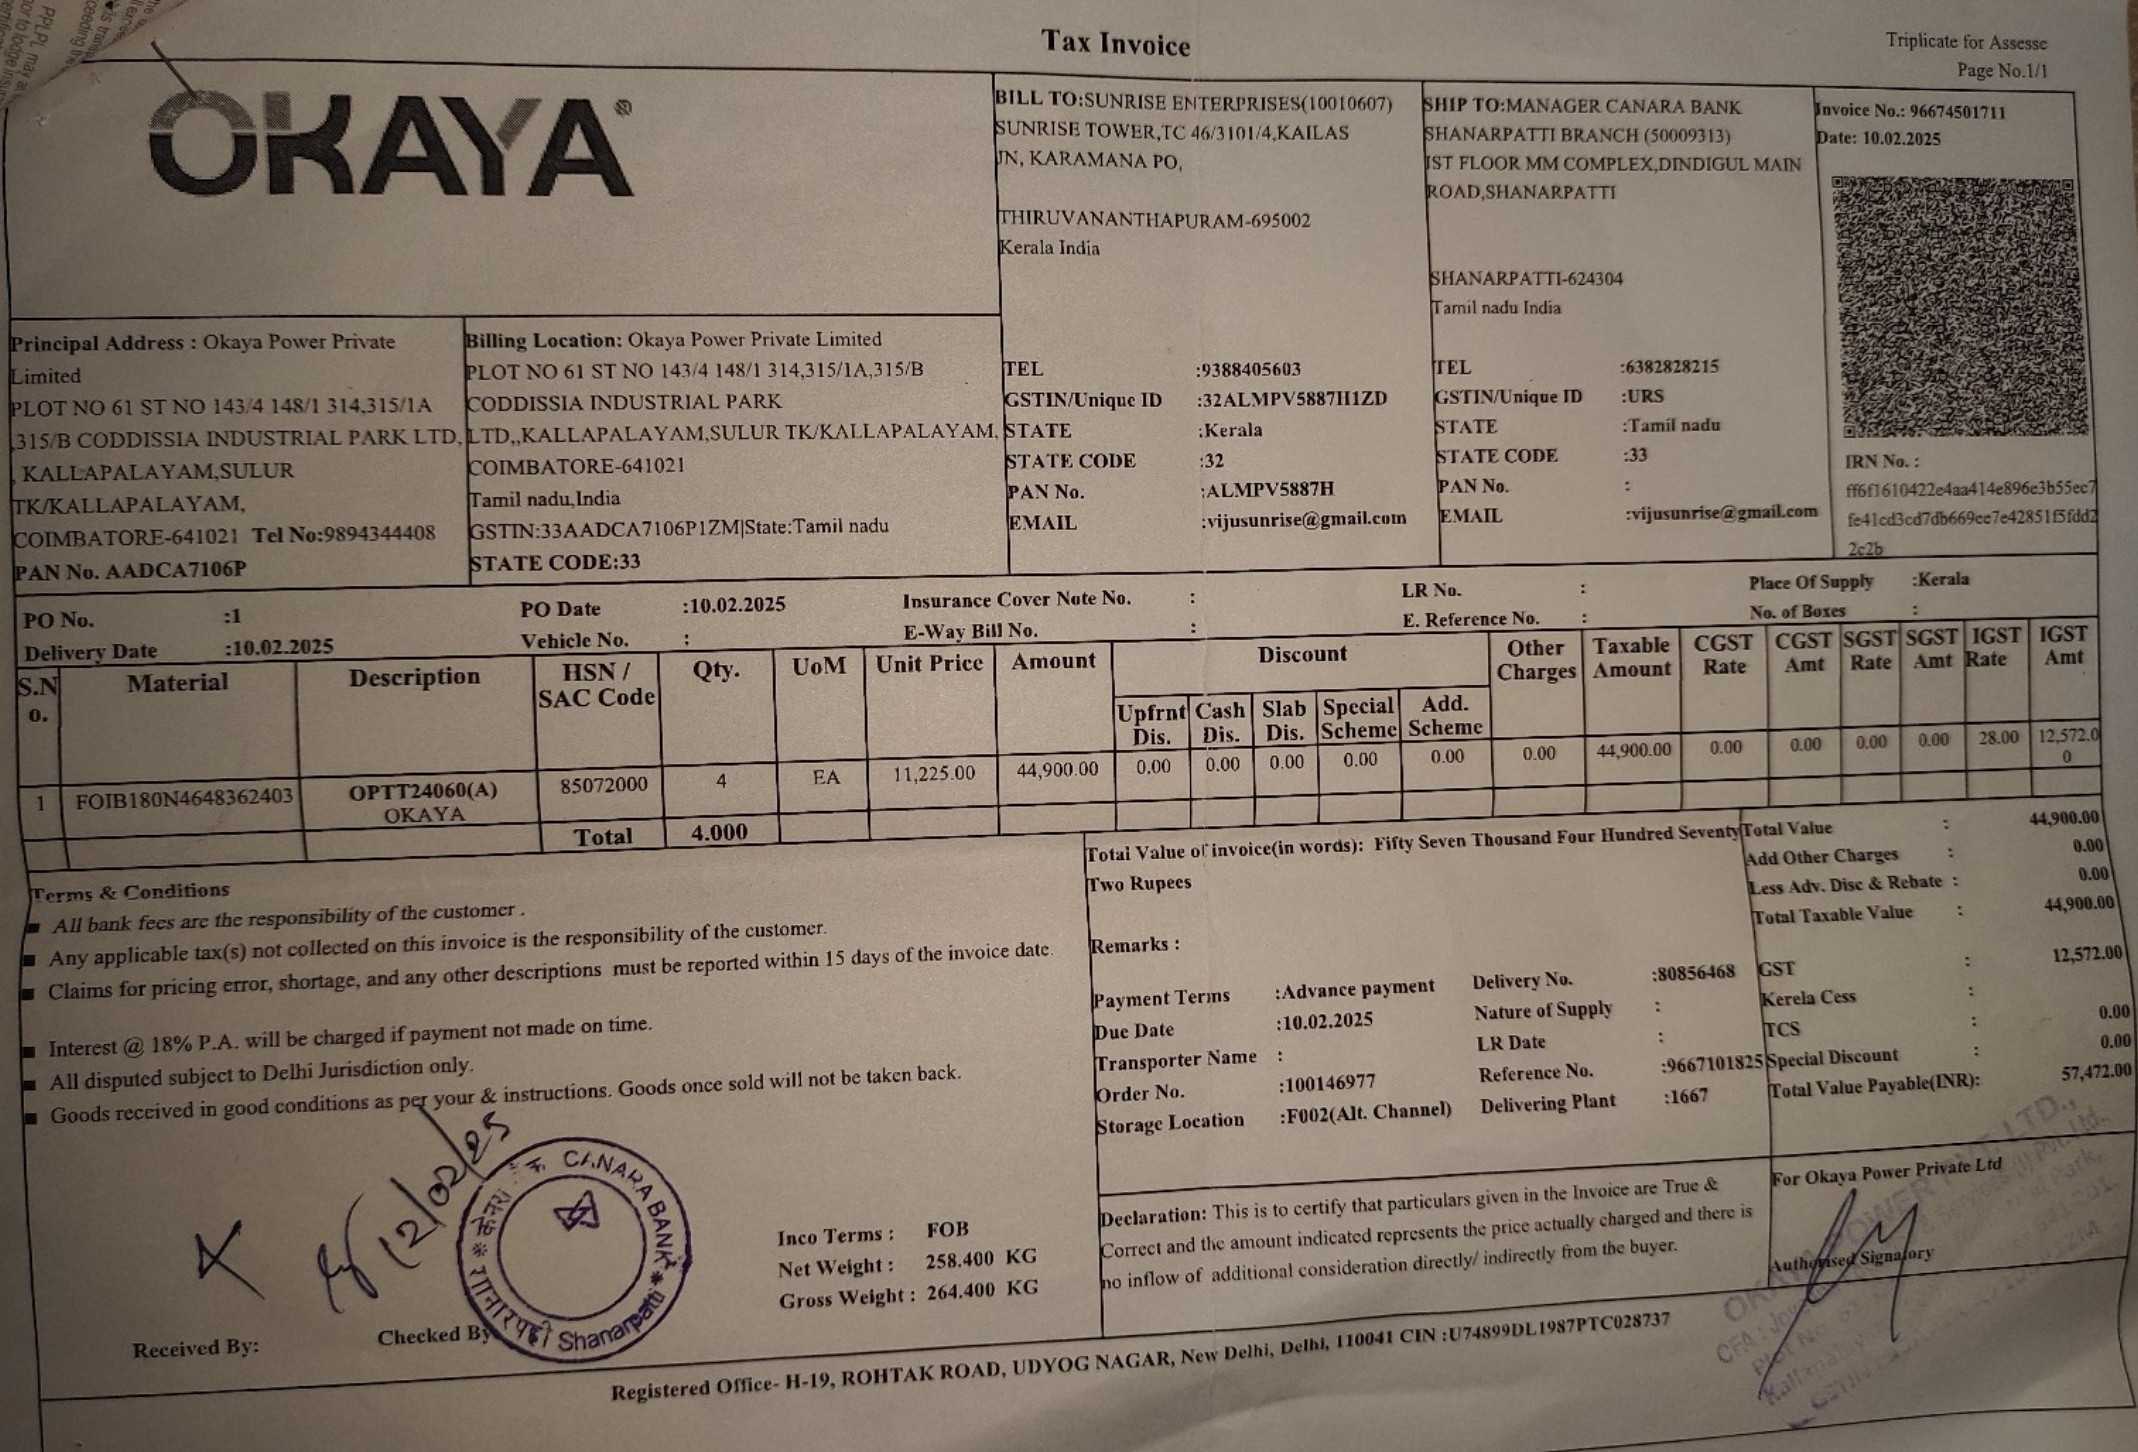 Tax Invoice
Triplicate for Assesse
Page No.1/1
OKAYA®
BILL TO:SUNRISE ENTERPRISES(10010607)
SUNRISE TOWER,TC 46/3101/4,KAILAS
JN, KARAMANA PO,
THIRUVANANTHAPURAM-695002
Kerala India
TEL :9388405603
GSTIN/Unique ID :32ALMPV5887H1ZD
STATE :Kerala
STATE CODE :32
PAN No. :ALMPV5887H
EMAIL :vijusunrise@gmail.com
SHIP TO:MANAGER CANARA BANK
SHANARPATTI BRANCH (50009313)
IST FLOOR MM COMPLEX,DINDIGUL MAIN
ROAD,SHANARPATTI
SHANARPATTI-624304
Tamil nadu India
TEL :6382828215
GSTIN/Unique ID :URS
STATE :Tamil nadu
STATE CODE :33
PAN No. :
EMAIL :vijusunrise@gmail.com
Invoice No.: 96674501711
Date: 10.02.2025
IRN No. :
ff6f1610422e4aa414e896e3b55ec7
fe41cd3cd7db669ee7e42851f5fdd2
2c2b
Principal Address : Okaya Power Private
Limited
PLOT NO 61 ST NO 143/4 148/1 314,315/1A
,315/B CODDISSIA INDUSTRIAL PARK LTD,
, KALLAPALAYAM,SULUR
TK/KALLAPALAYAM,
COIMBATORE-641021 Tel No:9894344408
PAN No. AADCA7106P
Billing Location: Okaya Power Private Limited
PLOT NO 61 ST NO 143/4 148/1 314,315/1A,315/B
CODDISSIA INDUSTRIAL PARK
LTD,,KALLAPALAYAM,SULUR TK/KALLAPALAYAM,
COIMBATORE-641021
Tamil nadu,India
GSTIN:33AADCA7106P1ZM|State:Tamil nadu
STATE CODE:33
PO No. :1 PO Date :10.02.2025 Insurance Cover Note No. : LR No. : Place Of Supply :Kerala
Delivery Date :10.02.2025 Vehicle No. : E-Way Bill No. : E. Reference No. : No. of Boxes :
S.No. Material Description HSN / SAC Code Qty. UoM Unit Price Amount Discount Other Charges Taxable Amount CGST Rate CGST Amt SGST Rate SGST Amt IGST Rate IGST Amt
Upfrnt Dis. Cash Dis. Slab Dis. Special Scheme Add. Scheme
1 FOIB180N4648362403 OPTT24060(A) OKAYA 85072000 4 EA 11,225.00 44,900.00 0.00 0.00 0.00 0.00 0.00 0.00 44,900.00 0.00 0.00 0.00 0.00 28.00 12,572.00
Total 4.000
Terms & Conditions
All bank fees are the responsibility of the customer .
Any applicable tax(s) not collected on this invoice is the responsibility of the customer.
Claims for pricing error, shortage, and any other descriptions must be reported within 15 days of the invoice date.
Interest @ 18% P.A. will be charged if payment not made on time.
All disputed subject to Delhi Jurisdiction only.
Goods received in good conditions as per your & instructions. Goods once sold will not be taken back.
Total Value of invoice(in words): Fifty Seven Thousand Four Hundred Seventy
Two Rupees
Remarks :
Payment Terms :Advance payment Delivery No. :80856468
Due Date :10.02.2025 Nature of Supply :
Transporter Name : LR Date :
Order No. :100146977 Reference No. :9667101825
Storage Location :F002(Alt. Channel) Delivering Plant :1667
Total Value : 44,900.00
Add Other Charges : 0.00
Less Adv. Disc & Rebate : 0.00
Total Taxable Value : 44,900.00
GST : 12,572.00
Kerela Cess :
TCS : 0.00
Special Discount : 0.00
Total Value Payable(INR): 57,472.00
12/02/25
केनरा बैंक CANARA BANK
* शानारपट्टी Shanarpatti *
Received By:
Checked By
Inco Terms : FOB
Net Weight : 258.400 KG
Gross Weight : 264.400 KG
Declaration: This is to certify that particulars given in the Invoice are True &
Correct and the amount indicated represents the price actually charged and there is
no inflow of additional consideration directly/ indirectly from the buyer.
For Okaya Power Private Ltd
Authorised Signatory
Registered Office- H-19, ROHTAK ROAD, UDYOG NAGAR, New Delhi, Delhi, 110041 CIN :U74899DL1987PTC028737